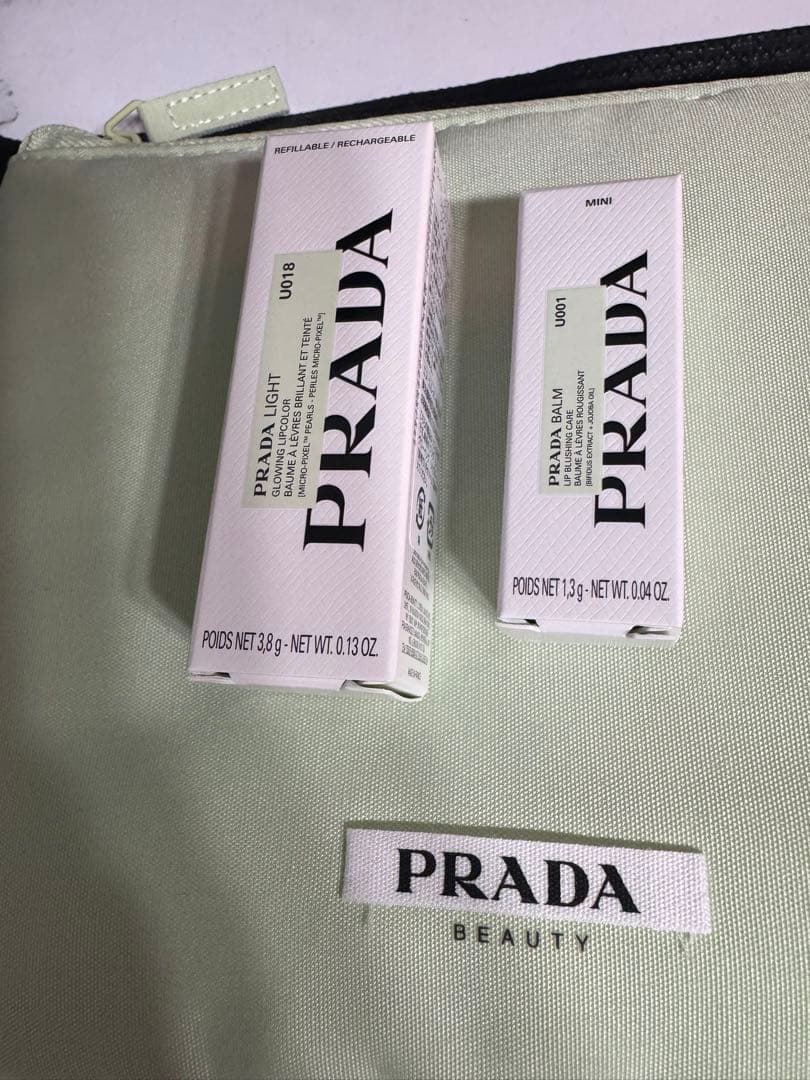 REFILLABLE / RECHARGEABLE
PRADA
U018
PRADA LIGHT
GLOWING LIPCOLOR
BAUME À LÈVRES BRILLANT ET TEINTÉ
[MICRO-PIXEL™ PEARLS - PERLES MICRO-PIXEL™]
POIDS NET 3,8 g - NET WT. 0.13 OZ.
MINI
PRADA
U001
PRADA BALM
LIP BLUSHING CARE
BAUME À LÈVRES ROUGISSANT
[BIFIDUS EXTRACT + JOJOBA OIL]
POIDS NET 1,3 g - NET WT. 0.04 OZ.
PRADA
BEAUTY